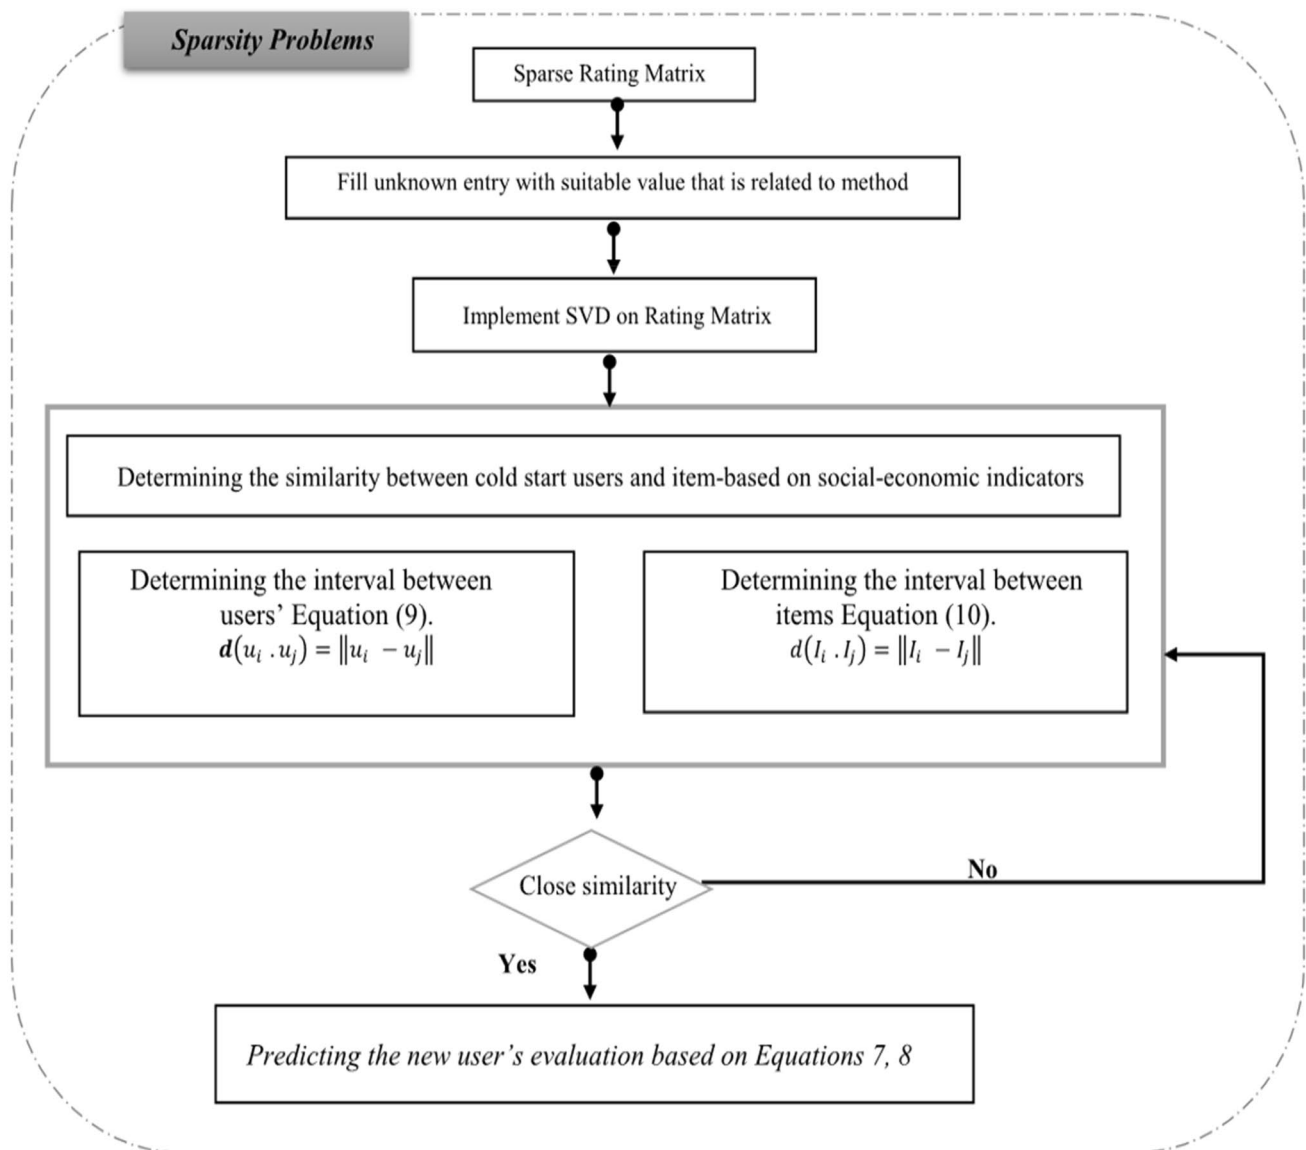 Sparsity Problems
Sparse Rating Matrix
Fill unknown entry with suitable value that is related to method
Implement SVD on Rating Matrix
Determining the similarity between cold start users and item-based on social-economic indicators
Determining the interval between
users’ Equation (9).
d(uᵢ .uⱼ) = ‖uᵢ − uⱼ‖
Determining the interval between
items Equation (10).
d(Iᵢ .Iⱼ) = ‖Iᵢ − Iⱼ‖
Close similarity
No
Yes
Predicting the new user’s evaluation based on Equations 7, 8